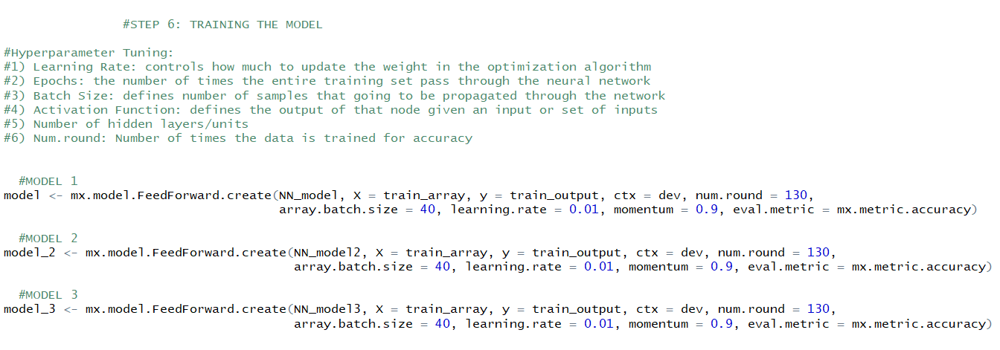 #STEP 6: TRAINING THE MODEL
#Hyperparameter Tuning:
#1) Learning Rate: controls how much to update the weight in the optimization algorithm
#2) Epochs: the number of times the entire training set pass through the neural network
#3) Batch Size: defines number of samples that going to be propagated through the network
#4) Activation Function: defines the output of that node given an input or set of inputs
#5) Number of hidden layers/units
#6) Num.round: Number of times the data is trained for accuracy
#MODEL 1
model <- mx.model.FeedForward.create(NN_model, X = train_array, y = train_output, ctx = dev, num.round = 130,
array.batch.size = 40, learning.rate = 0.01, momentum = 0.9, eval.metric = mx.metric.accuracy)
#MODEL 2
model_2 <- mx.model.FeedForward.create(NN_model2, X = train_array, y = train_output, ctx = dev, num.round = 130,
array.batch.size = 40, learning.rate = 0.01, momentum = 0.9, eval.metric = mx.metric.accuracy)
#MODEL 3
model_3 <- mx.model.FeedForward.create(NN_model3, X = train_array, y = train_output, ctx = dev, num.round = 130,
array.batch.size = 40, learning.rate = 0.01, momentum = 0.9, eval.metric = mx.metric.accuracy)